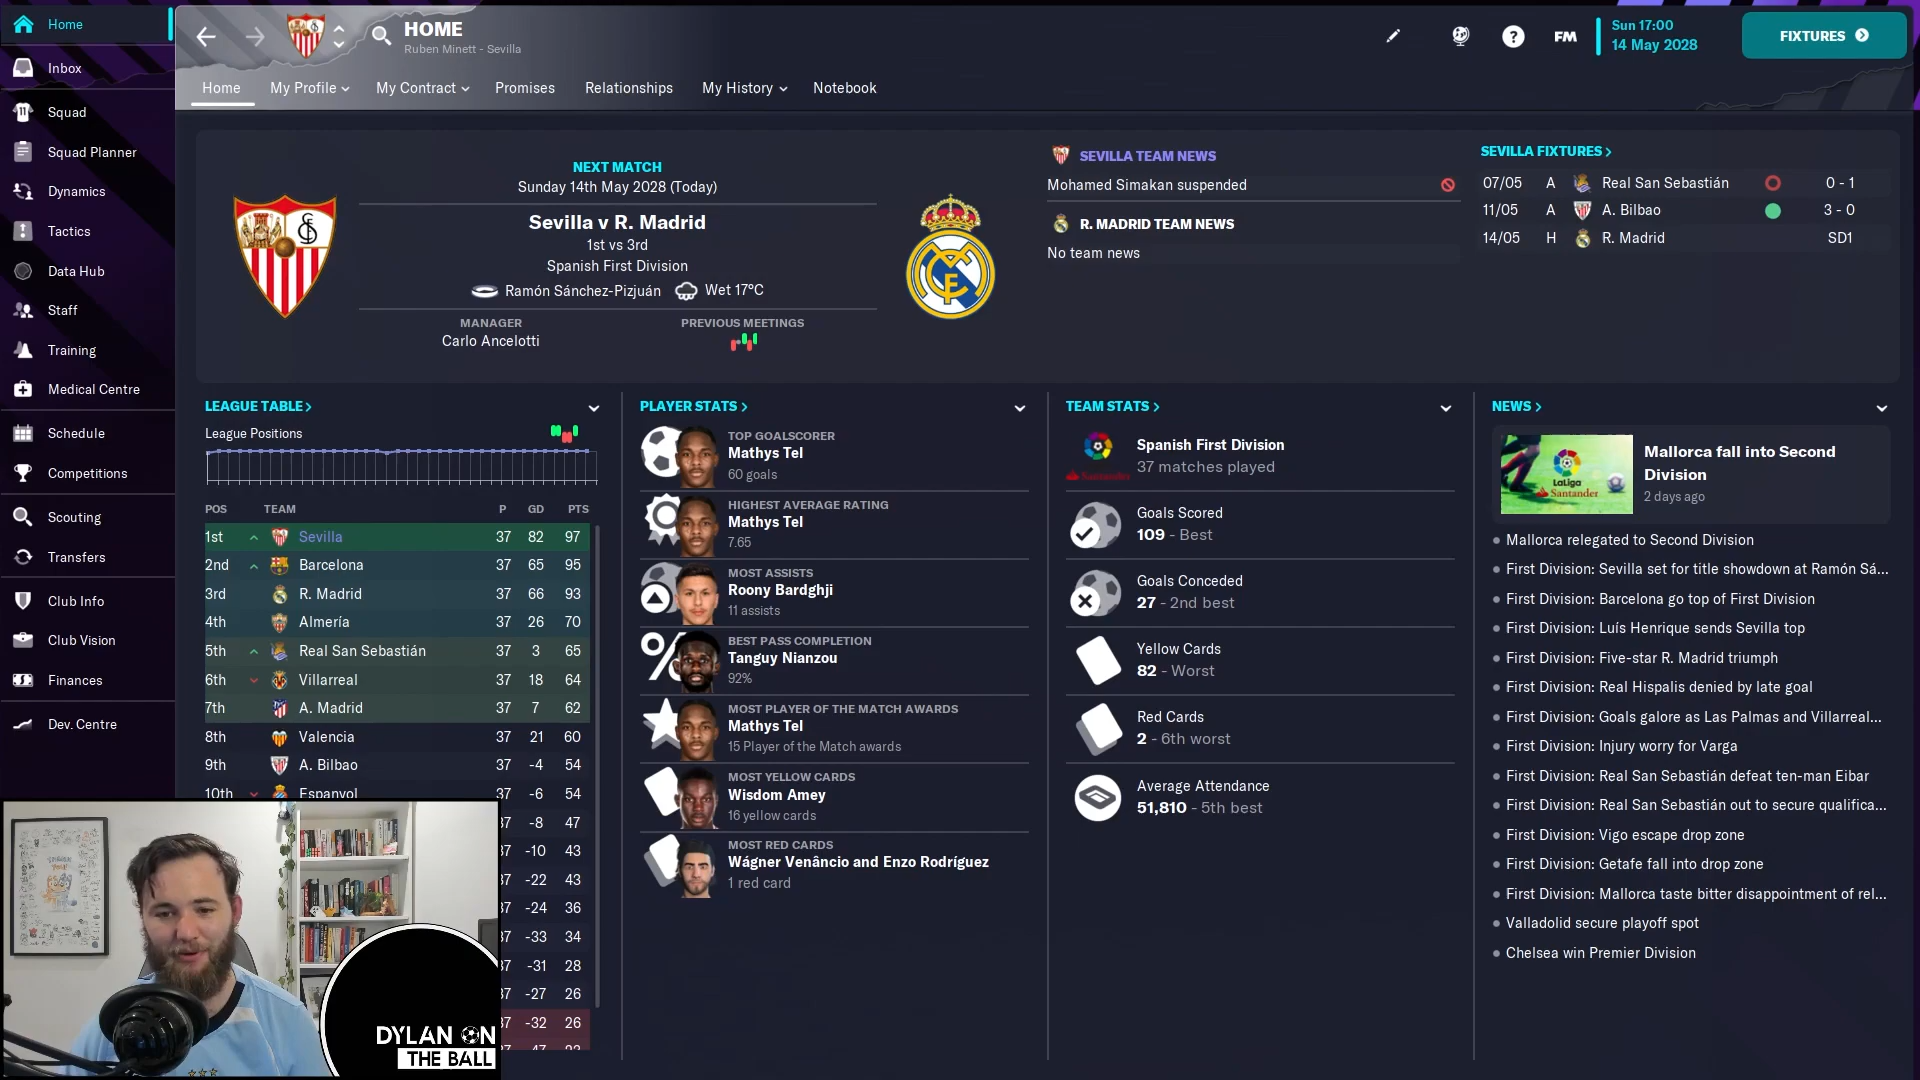 Home
Inbox
Squad
Squad Planner
Dynamics
Tactics
Data Hub
Staff
Training
Medical Centre
Schedule
Competitions
Scouting
Transfers
Club Info
Club Vision
Finances
Dev. Centre
HOME
Ruben Minett - Sevilla
FM
Sun 17:00
14 May 2028
FIXTURES
Home My Profile My Contract Promises Relationships My History Notebook
NEXT MATCH
Sunday 14th May 2028 (Today)
Sevilla v R. Madrid
1st vs 3rd
Spanish First Division
Ramón Sánchez-Pizjuán Wet 17°C
MANAGER
Carlo Ancelotti
PREVIOUS MEETINGS
SEVILLA TEAM NEWS
Mohamed Simakan suspended
R. MADRID TEAM NEWS
No team news
SEVILLA FIXTURES
07/05 A Real San Sebastián 0 - 1
11/05 A A. Bilbao 3 - 0
14/05 H R. Madrid SD1
LEAGUE TABLE
League Positions
POS TEAM P GD PTS
1st Sevilla 37 82 97
2nd Barcelona 37 65 95
3rd R. Madrid 37 66 93
4th Almería 37 26 70
5th Real San Sebastián 37 3 65
6th Villarreal 37 18 64
7th A. Madrid 37 7 62
8th Valencia 37 21 60
9th A. Bilbao 37 -4 54
10th Espanyol 37 -6 54
37 -8 47
37 -10 43
37 -22 43
37 -24 36
37 -33 34
37 -31 28
37 -27 26
37 -32 26
PLAYER STATS
TOP GOALSCORER
Mathys Tel
60 goals
HIGHEST AVERAGE RATING
Mathys Tel
7.65
MOST ASSISTS
Roony Bardghji
11 assists
BEST PASS COMPLETION
Tanguy Nianzou
92%
MOST PLAYER OF THE MATCH AWARDS
Mathys Tel
15 Player of the Match awards
MOST YELLOW CARDS
Wisdom Amey
16 yellow cards
MOST RED CARDS
Wágner Venâncio and Enzo Rodríguez
1 red card
TEAM STATS
Santander
Spanish First Division
37 matches played
Goals Scored
109 - Best
Goals Conceded
27 - 2nd best
Yellow Cards
82 - Worst
Red Cards
2 - 6th worst
Average Attendance
51,810 - 5th best
NEWS
LaLiga
Santander
Mallorca fall into Second
Division
2 days ago
Mallorca relegated to Second Division
First Division: Sevilla set for title showdown at Ramón Sá...
First Division: Barcelona go top of First Division
First Division: Luís Henrique sends Sevilla top
First Division: Five-star R. Madrid triumph
First Division: Real Hispalis denied by late goal
First Division: Goals galore as Las Palmas and Villarreal...
First Division: Injury worry for Varga
First Division: Real San Sebastián defeat ten-man Eibar
First Division: Real San Sebastián out to secure qualifica...
First Division: Vigo escape drop zone
First Division: Getafe fall into drop zone
First Division: Mallorca taste bitter disappointment of rel...
Valladolid secure playoff spot
Chelsea win Premier Division
DYLAN ON
THE BALL